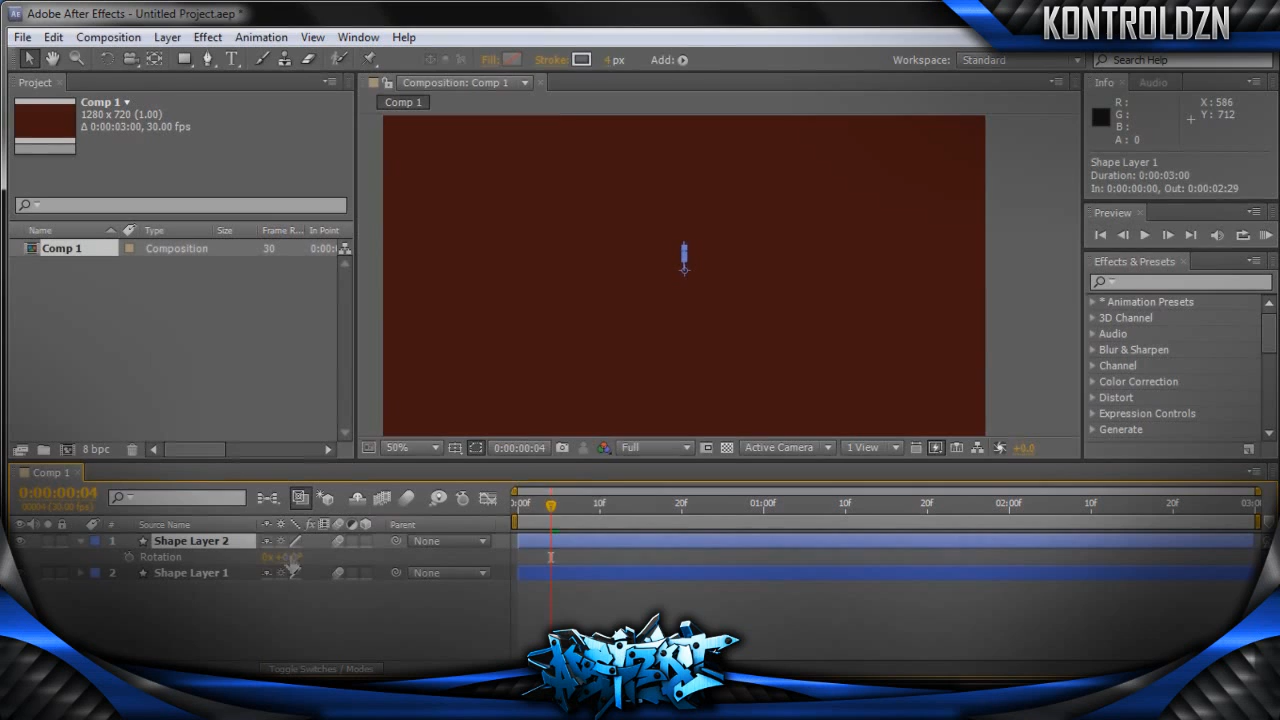 Adobe After Effects - Untitled Project.aep *
KONTROLDZN
File Edit Composition Layer Effect Animation View Window Help
Fill: Stroke: 4 px Add: Workspace: Standard Search Help
Project Composition: Comp 1 Info Audio
Comp 1
1280 x 720 (1.00)
Δ 0:00:03:00, 30.00 fps
Comp 1
R : X : 586
G : Y : 712
B :
A : 0
Shape Layer 1
Duration: 0:00:03:00
In: 0:00:00:00, Out: 0:00:02:29
Preview
Name Type Frame R... In Point
Comp 1 Composition 30 0:00:
Effects & Presets
* Animation Presets
3D Channel
Audio
Blur & Sharpen
Channel
Color Correction
Distort
Expression Controls
Generate
8 bpc 50% 0:00:00:04 Full Active Camera 1 View +0.0
Comp 1
0:00:00:04
00004 (30.00 fps)
:00f 10f 20f 01:00f 10f 20f 02:00f 10f 20f 03:0
# Source Name Parent
1 Shape Layer 2 None
Rotation
2 Shape Layer 1 None
Toggle Switches / Modes